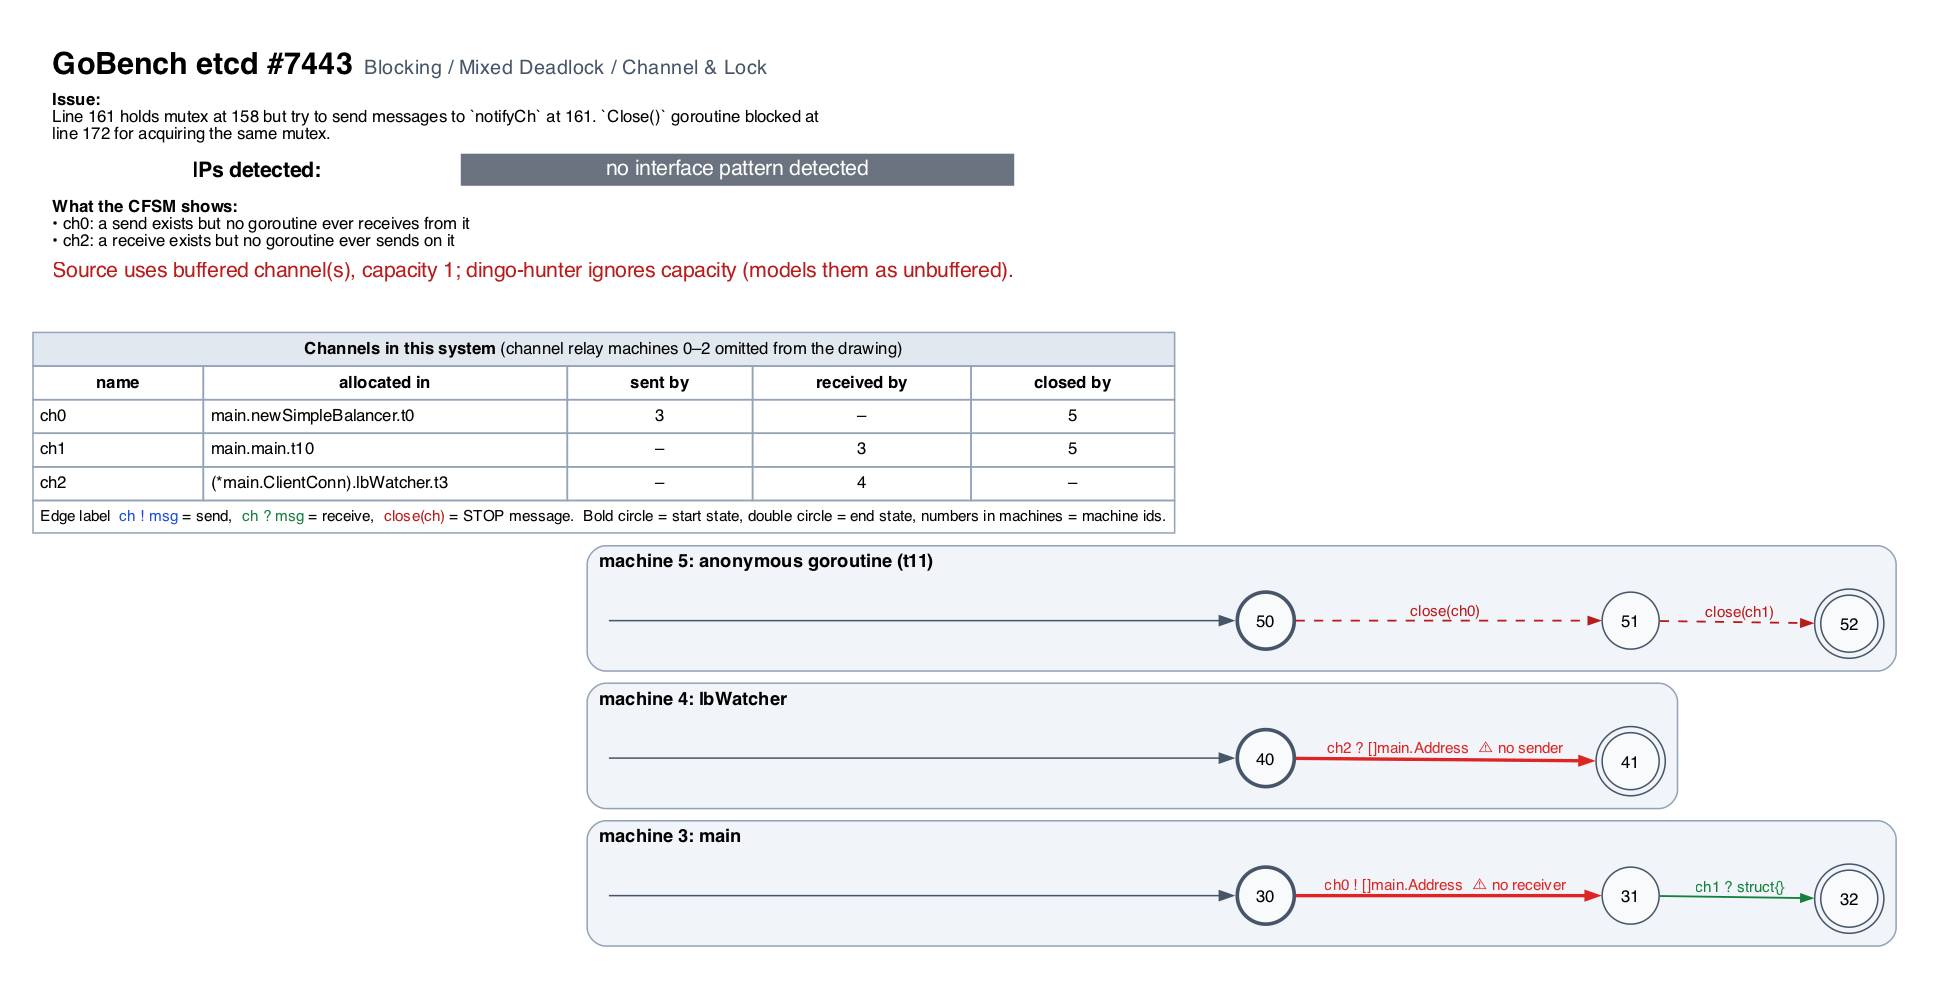 GoBench etcd #7443 Blocking / Mixed Deadlock / Channel & Lock
Issue:
Line 161 holds mutex at 158 but try to send messages to `notifyCh` at 161. `Close()` goroutine blocked at
line 172 for acquiring the same mutex.
IPs detected: no interface pattern detected
What the CFSM shows:
• ch0: a send exists but no goroutine ever receives from it
• ch2: a receive exists but no goroutine ever sends on it
Source uses buffered channel(s), capacity 1; dingo-hunter ignores capacity (models them as unbuffered).
Channels in this system (channel relay machines 0–2 omitted from the drawing)
name allocated in sent by received by closed by
ch0 main.newSimpleBalancer.t0 3 – 5
ch1 main.main.t10 – 3 5
ch2 (*main.ClientConn).lbWatcher.t3 – 4 –
Edge label ch ! msg = send, ch ? msg = receive, close(ch) = STOP message. Bold circle = start state, double circle = end state, numbers in machines = machine ids.
machine 5: anonymous goroutine (t11)
50 close(ch0) 51 close(ch1) 52
machine 4: lbWatcher
40 ch2 ? []main.Address ⚠ no sender 41
machine 3: main
30 ch0 ! []main.Address ⚠ no receiver 31 ch1 ? struct{} 32